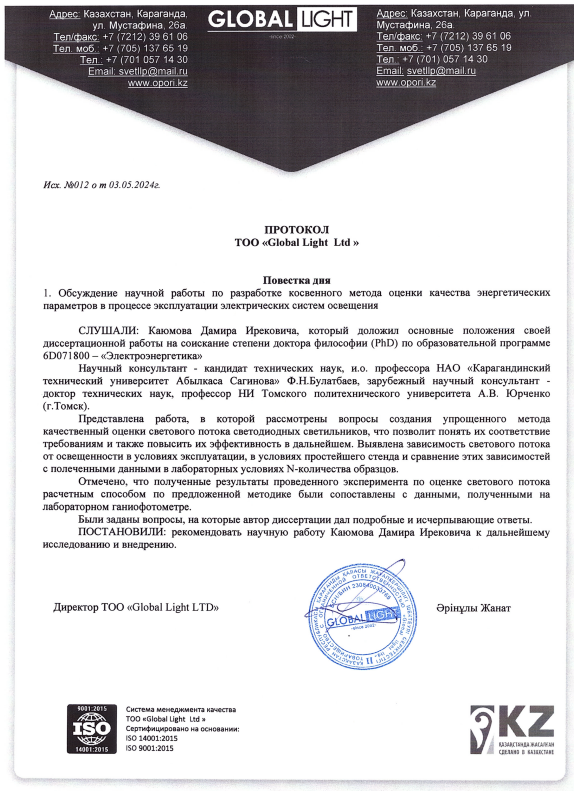 Адрес: Казахстан, Караганда,
ул. Мустафина, 26а.
Тел/факс: +7 (7212) 39 61 06
Тел. моб.: +7 (705) 137 65 19
Тел.: +7 (701 057 14 30
Email: svetllp@mail.ru
www.opori.kz
GLOBAL LIGHT
since 2002
Адрес: Казахстан, Караганда, ул.
Мустафина, 26а.
Тел/факс: +7 (7212) 39 61 06
Тел. моб.: +7 (705) 137 65 19
Тел.: +7 (701) 057 14 30
Email: svetllp@mail.ru
www.opori.kz
Исх. №012 о т 03.05.2024г.
ПРОТОКОЛ
ТОО «Global Light Ltd »
Повестка дня
1. Обсуждение научной работы по разработке косвенного метода оценки качества энергетических
параметров в процессе эксплуатации электрических систем освещения
СЛУШАЛИ: Каюмова Дамира Ирековича, который доложил основные положения своей
диссертационной работы на соискание степени доктора философии (PhD) по образовательной программе
6D071800 – «Электроэнергетика»
Научный консультант - кандидат технических наук, и.о. профессора НАО «Карагандинский
технический университет Абылкаса Сагинова» Ф.Н.Булатбаев, зарубежный научный консультант -
доктор технических наук, профессор НИ Томского политехнического университета А.В. Юрченко
(г.Томск).
Представлена работа, в которой рассмотрены вопросы создания упрощенного метода
качественный оценки светового потока светодиодных светильников, что позволит понять их соответствие
требованиям и также повысить их эффективность в дальнейшем. Выявлена зависимость светового потока
от освещенности в условиях эксплуатации, в условиях простейшего стенда и сравнение этих зависимостей
с полеченными данными в лабораторных условиях N-количества образцов.
Отмечено, что полученные результаты проведенного эксперимента по оценке светового потока
расчетным способом по предложенной методике были сопоставлены с данными, полученными на
лабораторном ганиофотометре.
Были заданы вопросы, на которые автор диссертации дал подробные и исчерпывающие ответы.
ПОСТАНОВИЛИ: рекомендовать научную работу Каюмова Дамира Ирековича к дальнейшему
исследованию и внедрению.
Директор ТОО «Global Light LTD»
GLOBAL LIGHT
since 2002
Әрінұлы Жанат
9001:2015
ISO
14001:2015
Система менеджмента качества
ТОО «Global Light Ltd »
Сертифицировано на основании:
ISO 14001:2015
ISO 9001:2015
KZ
ҚАЗАҚСТАНДА ЖАСАЛҒАН
СДЕЛАНО В КАЗАХСТАНЕ